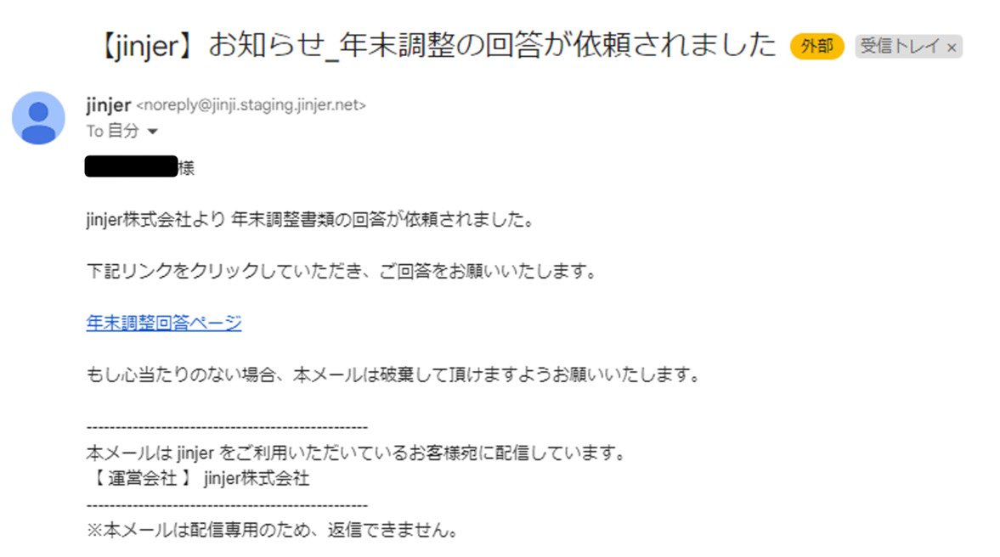 【jinjer】お知らせ_年末調整の回答が依頼されました 外部 受信トレイ ×
jinjer <noreply@jinji.staging.jinjer.net>
To 自分
様
jinjer株式会社より 年末調整書類の回答が依頼されました。
下記リンクをクリックしていただき、ご回答をお願いいたします。
年末調整回答ページ
もし心当たりのない場合、本メールは破棄して頂けますようお願いいたします。
-------------------------------------------------
本メールは jinjer をご利用いただいているお客様宛に配信しています。
【 運営会社 】 jinjer株式会社
-------------------------------------------------
※本メールは配信専用のため、返信できません。